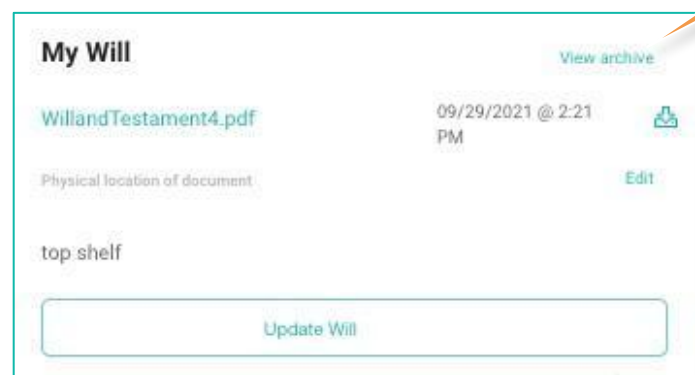 My Will
View archive
WillandTestament4.pdf
09/29/2021 @ 2:21
PM
Physical location of document
Edit
top shelf
Update Will